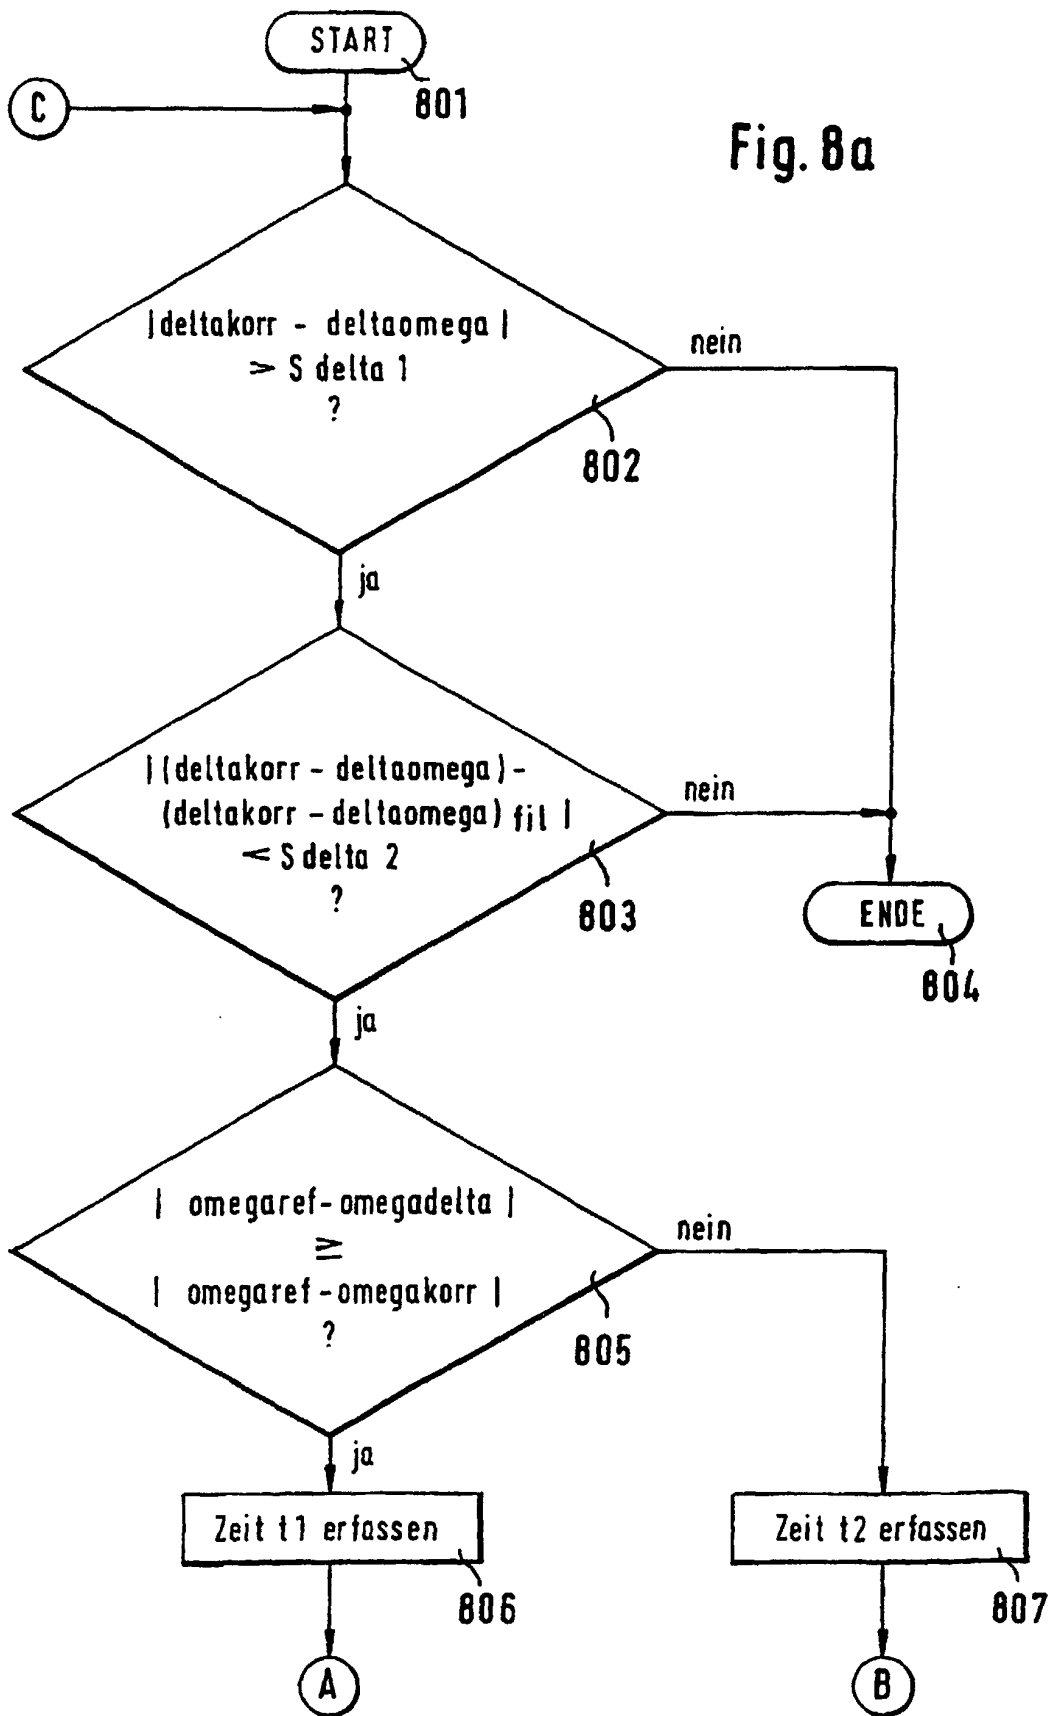 START
801
C
Fig. 8a
|deltakorr - deltaomega|
> S delta 1
?
nein
802
ja
|(deltakorr - deltaomega) -
(deltakorr - deltaomega) fil |
< S delta 2
?
nein
803
ENDE
804
ja
| omegaref-omegadelta |
≥
| omegaref-omegakorr |
?
nein
805
ja
Zeit t1 erfassen
806
Zeit t2 erfassen
807
A
B